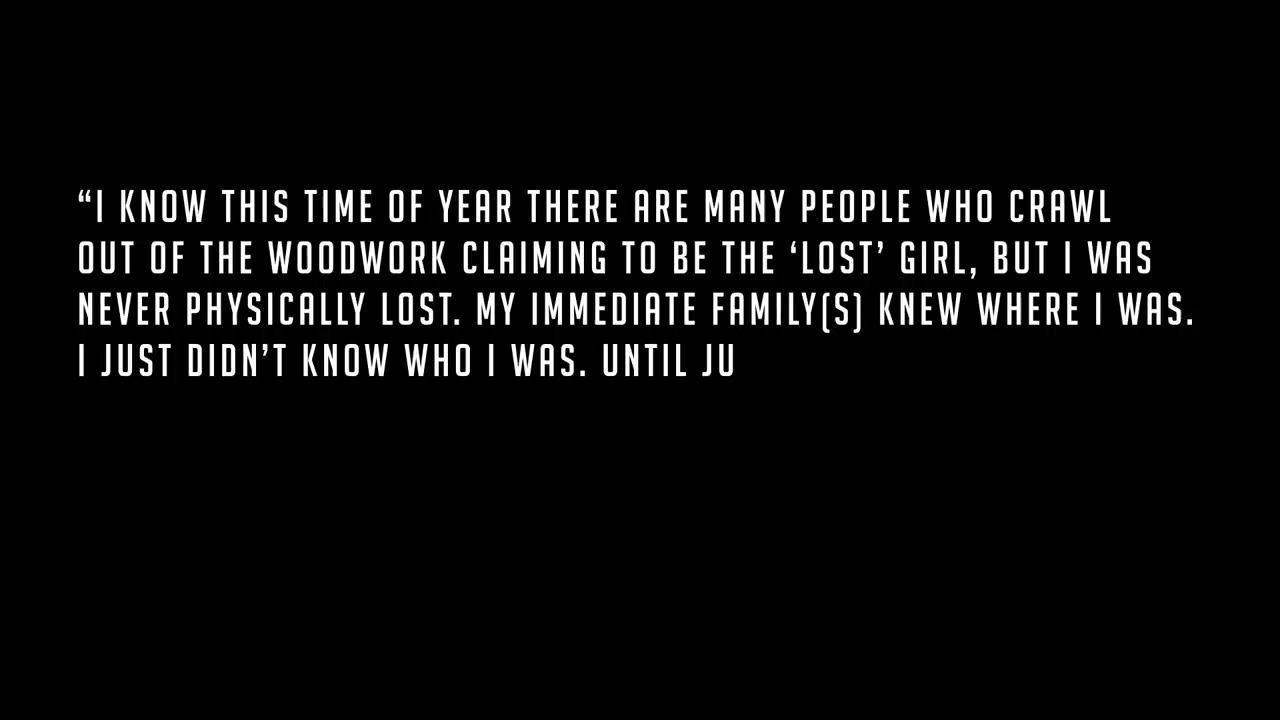 “I KNOW THIS TIME OF YEAR THERE ARE MANY PEOPLE WHO CRAWL
OUT OF THE WOODWORK CLAIMING TO BE THE ‘LOST’ GIRL, BUT I WAS
NEVER PHYSICALLY LOST. MY IMMEDIATE FAMILY(S) KNEW WHERE I WAS.
I JUST DIDN’T KNOW WHO I WAS. UNTIL JU